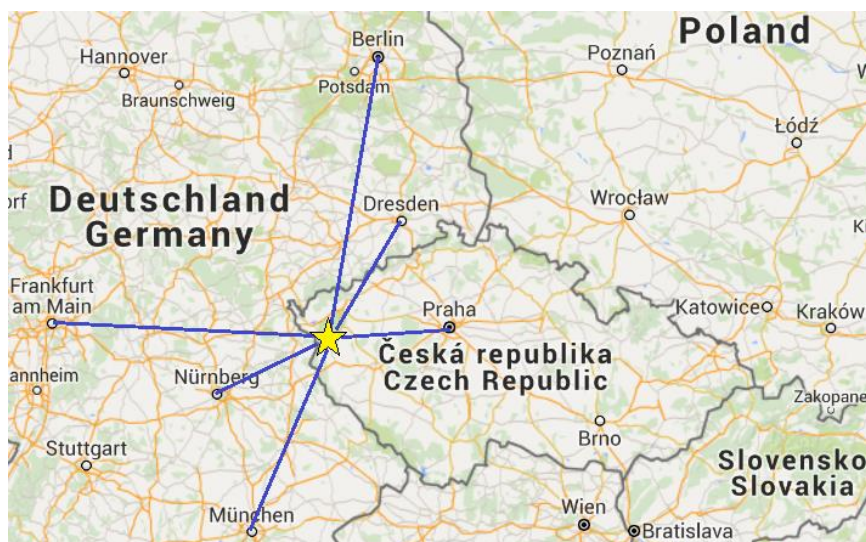 Berlin
Poland
Hannover
Poznań
Potsdam
Braunschweig
Łódź
Deutschland
Germany
Dresden
Wrocław
Frankfurt
am Main
Praha
Katowice
Kraków
Česká republika
Czech Republic
annheim
Nürnberg
Zakopane
Stuttgart
Brno
Slovensko
Slovakia
München
Wien
Bratislava